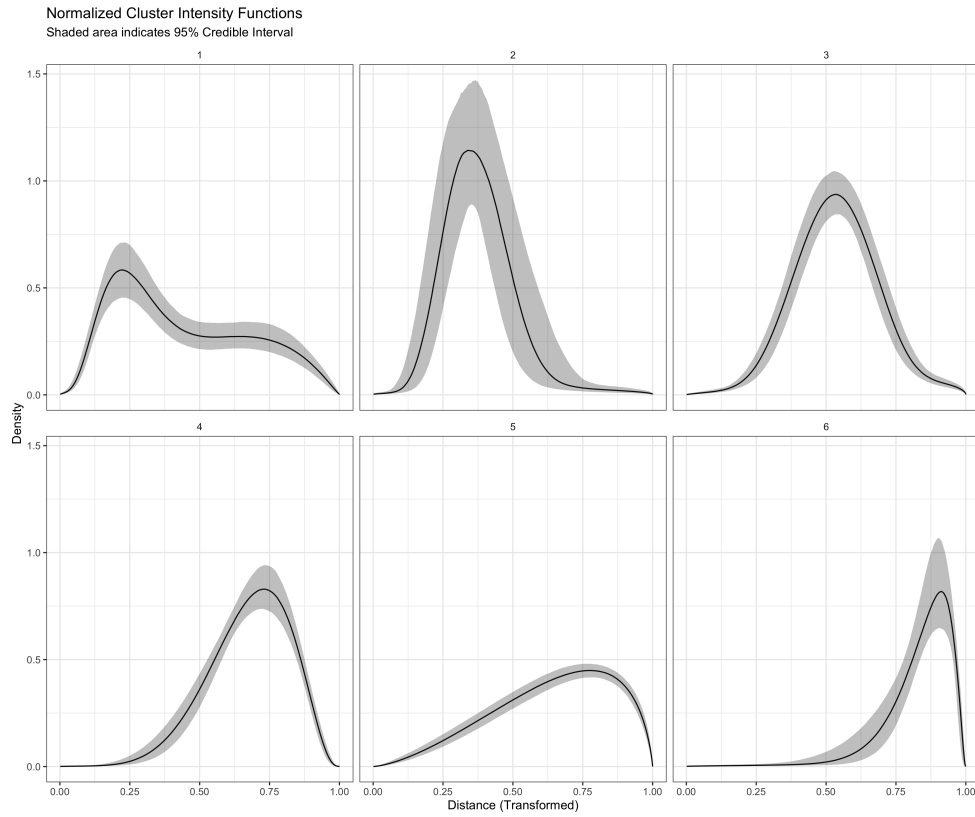 Normalized Cluster Intensity Functions
Shaded area indicates 95% Credible Interval
1 2 3
1.5
1.0
0.5
0.0
Density
4 5 6
1.5
1.0
0.5
0.0
0.00 0.25 0.50 0.75 1.00 0.00 0.25 0.50 0.75 1.00 0.00 0.25 0.50 0.75 1.00
Distance (Transformed)